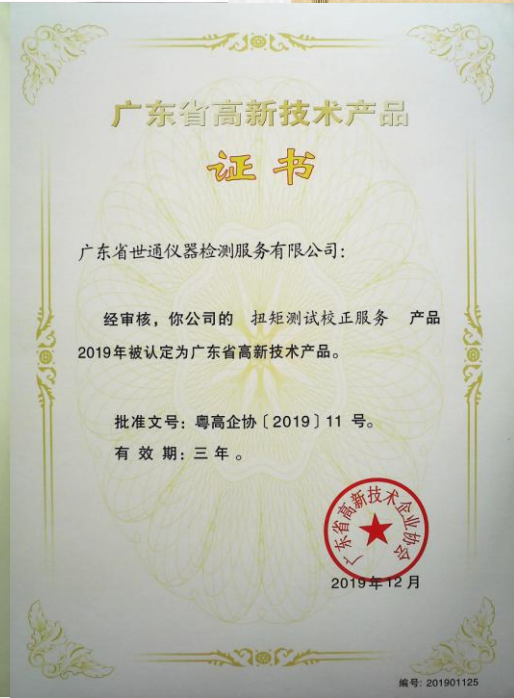 广东省高新技术产品
证书
广东省世通仪器检测服务有限公司：
经审核，你公司的 扭矩测试校正服务 产品
2019年被认定为广东省高新技术产品。
批准文号：粤高企协〔2019〕11 号。
有 效 期：三 年 。
广东省高新技术企业协会
2019年12月
编号：201901125